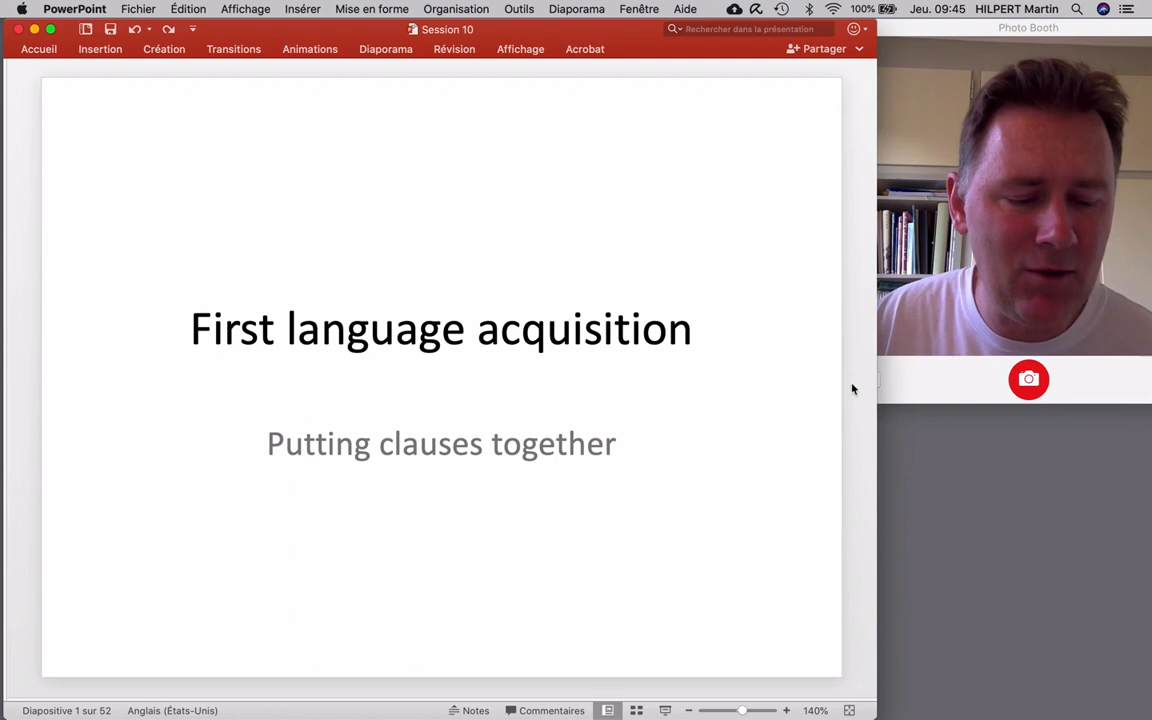 PowerPoint Fichier Édition Affichage Insérer Mise en forme Organisation Outils Diaporama Fenêtre Aide 100% Jeu. 09:45 HILPERT Martin
Session 10
Rechercher dans la présentation
Photo Booth
Accueil Insertion Création Transitions Animations Diaporama Révision Affichage Acrobat Partager
First language acquisition
Putting clauses together
Diapositive 1 sur 52 Anglais (États-Unis) Notes Commentaires 140%